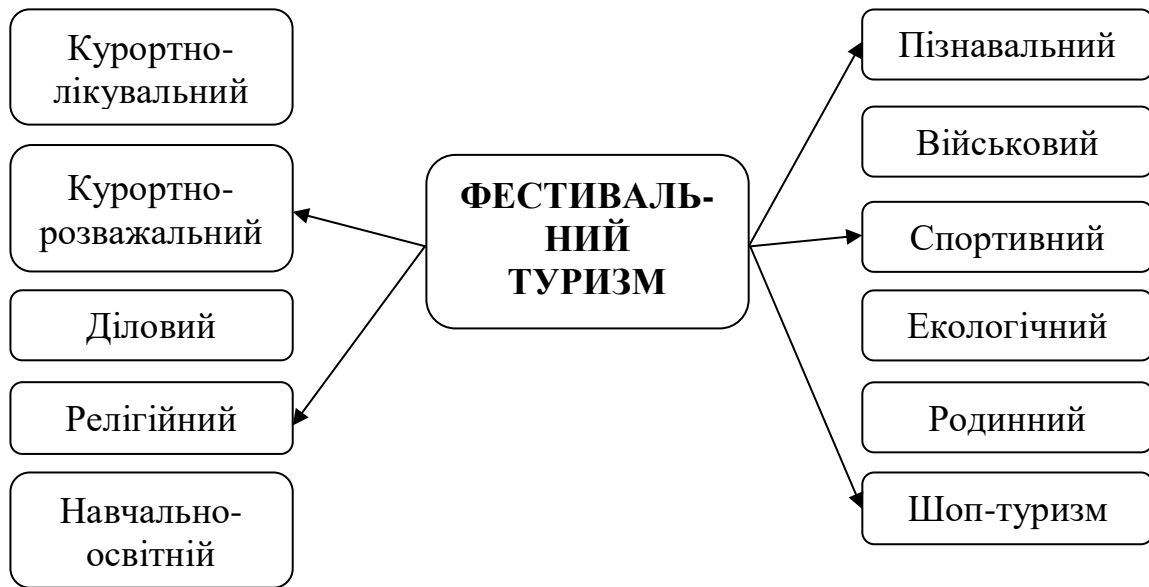 Курортно-
лікувальний
Курортно-
розважальний
Діловий
Релігійний
Навчально-
освітній
ФЕСТИВАЛЬ-
НИЙ
ТУРИЗМ
Пізнавальний
Військовий
Спортивний
Екологічний
Родинний
Шоп-туризм